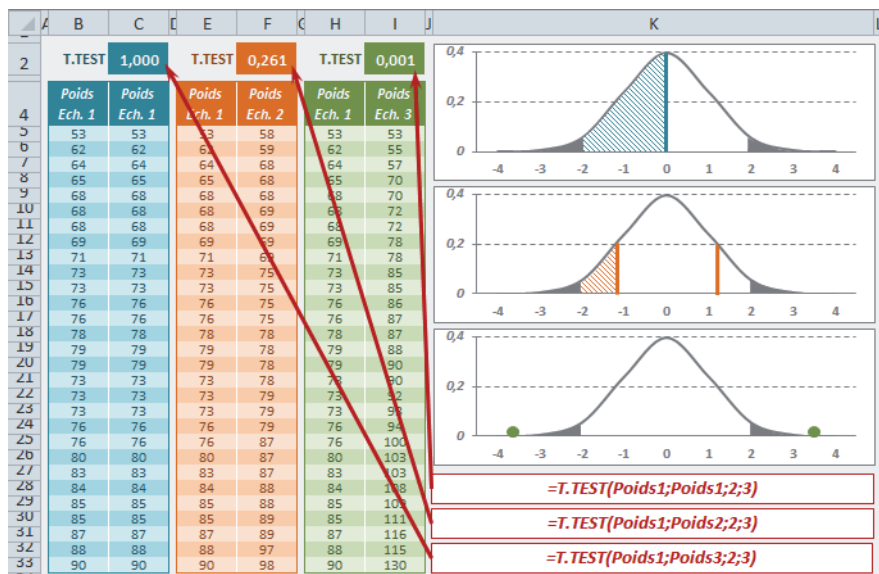 A B C D E F G H I J K
2 T.TEST 1,000 T.TEST 0,261 T.TEST 0,001
Poids Poids Poids Poids Poids Poids
4 Ech. 1 Ech. 1 Ech. 1 Ech. 2 Ech. 1 Ech. 3
5 53 53 53 58 53 53
6 62 62 62 59 62 55
7 64 64 64 68 64 57
8 65 65 65 68 65 70
9 68 68 68 68 68 70
10 68 68 68 69 68 72
11 68 68 68 69 68 72
12 69 69 69 69 69 78
13 71 71 71 69 71 78
14 73 73 73 75 73 85
15 73 73 73 75 73 85
16 76 76 76 75 76 86
17 76 76 76 75 76 87
18 78 78 78 78 78 87
19 79 79 79 78 79 88
20 79 79 79 78 79 90
21 73 73 73 78 73 90
22 73 73 73 79 73 92
23 73 73 73 79 73
24 76 76 76 79 76 94
25 76 76 76 87 76 100
26 80 80 80 87 80 103
27 83 83 83 87 83 103
28 84 84 84 88 84 108
29 85 85 85 88 85
30 85 85 85 89 85 111
31 87 87 87 89 87 116
32 88 88 88 97 88 115
33 90 90 90 98 90 130
0,4
0,2
0
-4 -3 -2 -1 0 1 2 3 4
0,4
0,2
0
-4 -3 -2 -1 0 1 2 3 4
0,4
0,2
0
-4 -3 -2 -1 0 1 2 3 4
=T.TEST(Poids1;Poids1;2;3)
=T.TEST(Poids1;Poids2;2;3)
=T.TEST(Poids1;Poids3;2;3)